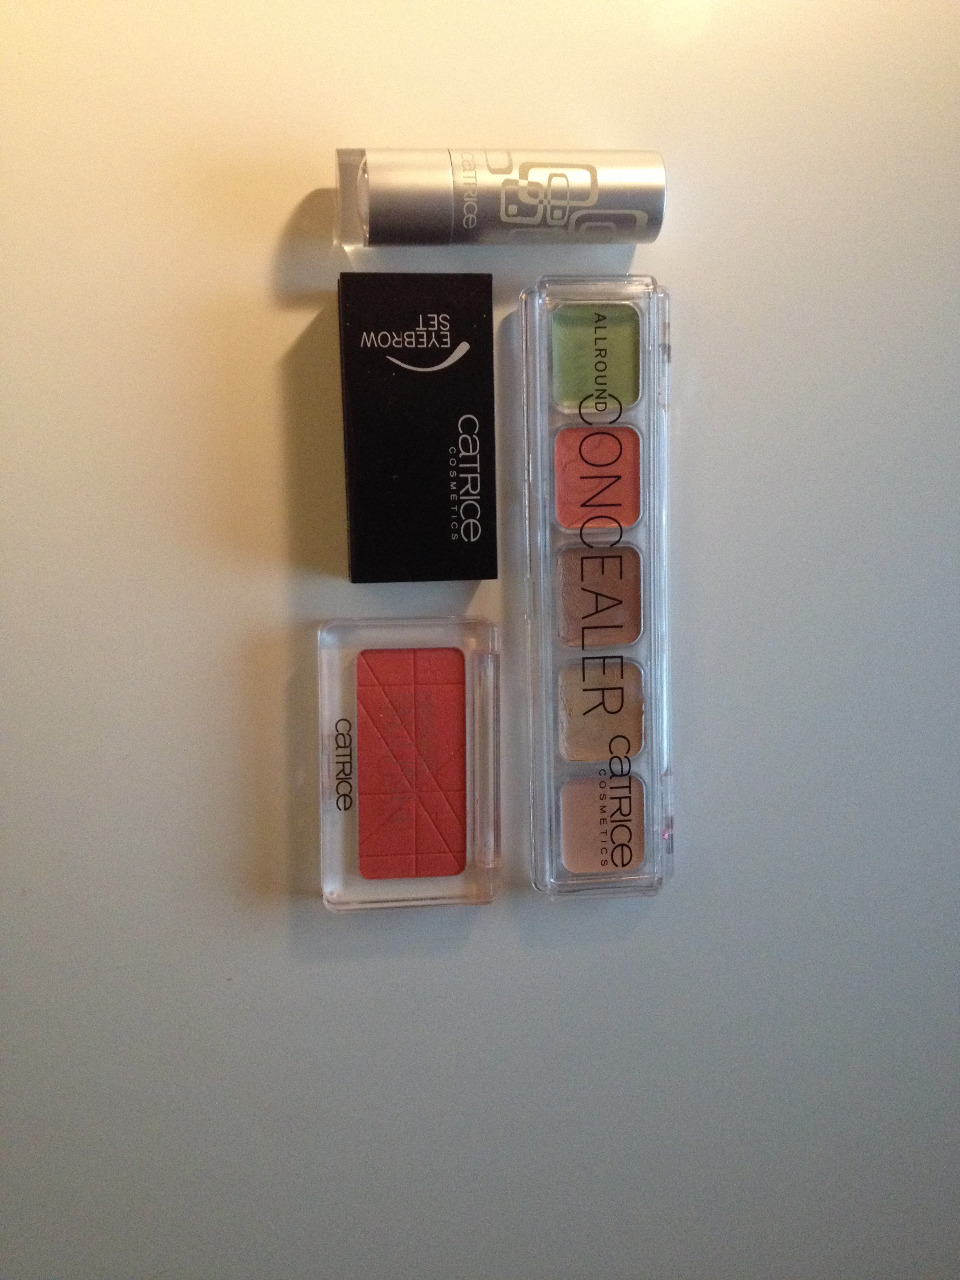 CATRICE
EYEBROW
SET
CATRICE
COSMETICS
ALLROUND
CONCEALER
CATRICE
COSMETICS
CATRICE